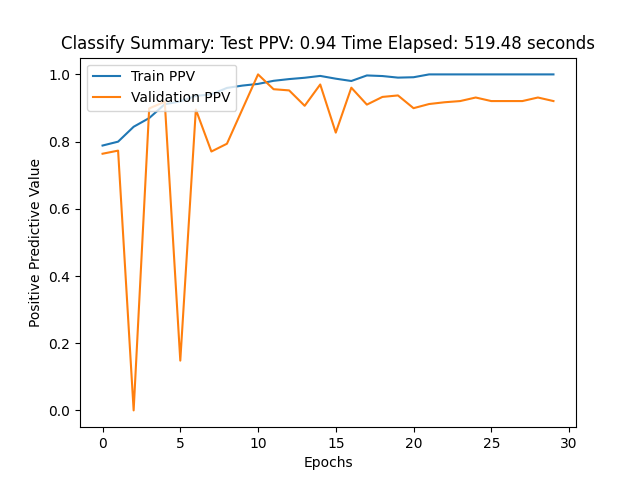 Classify Summary: Test PPV: 0.94 Time Elapsed: 519.48 seconds
Train PPV
Validation PPV
Positive Predictive Value
1.0
0.8
0.6
0.4
0.2
0.0
0 5 10 15 20 25 30
Epochs